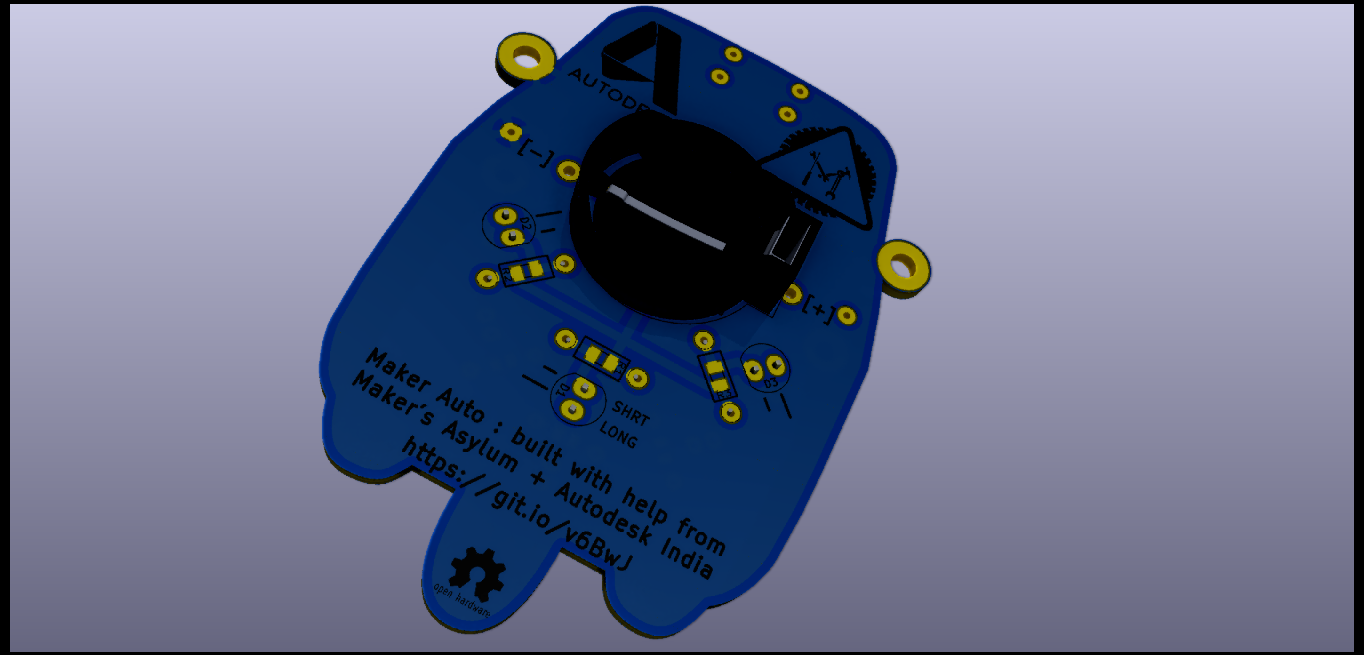 AUTODE
[-]
D2
[+]
D3
D1
SHRT
LONG
Maker Auto : built with help from
Maker's Asylum + Autodesk India
https://git.io/v6BwJ
open hardware